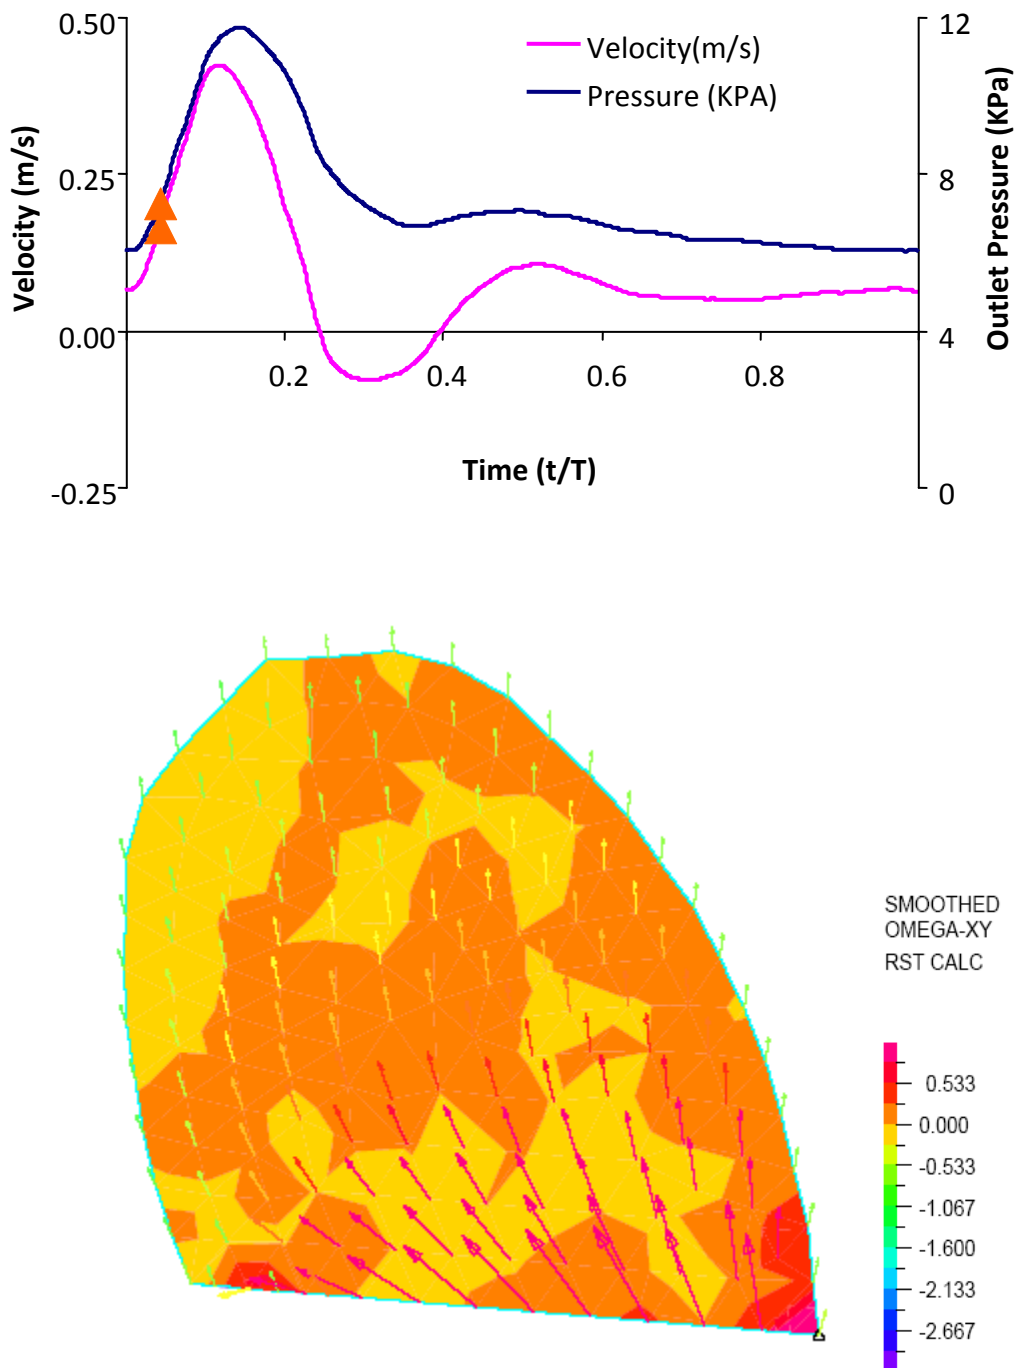 0.50
12
Velocity(m/s)
Pressure (KPA)
Velocity (m/s)
Outlet Pressure (KPa)
0.25
8
0.00
4
0.2
0.4
0.6
0.8
Time (t/T)
-0.25
0
SMOOTHED
OMEGA-XY
RST CALC
0.533
0.000
-0.533
-1.067
-1.600
-2.133
-2.667